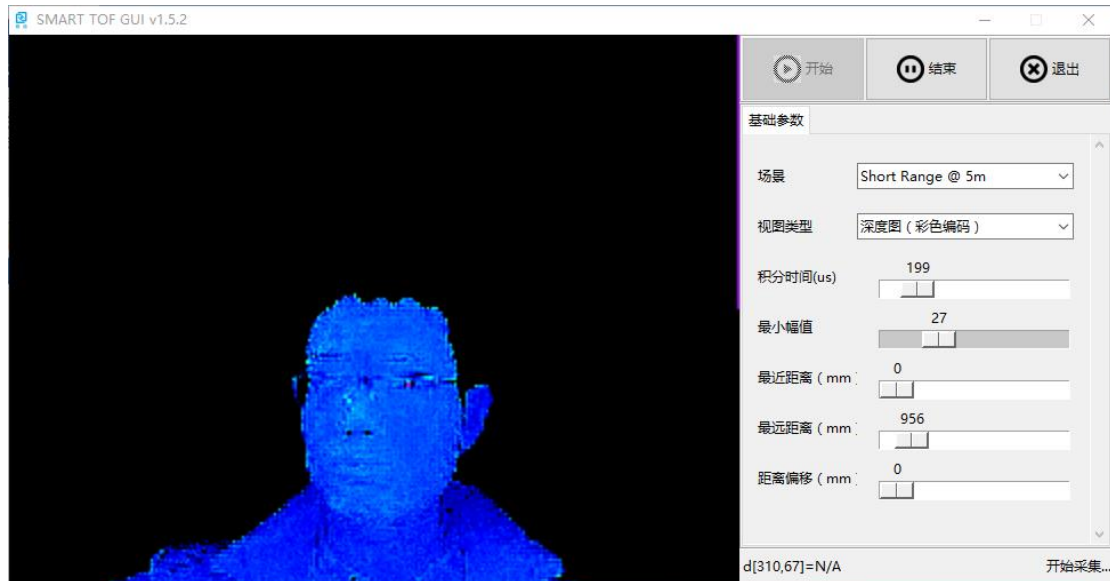 SMART TOF GUI v1.5.2
开始
结束
退出
基础参数
场景
Short Range @ 5m
视图类型
深度图（彩色编码）
积分时间(us)
199
最小幅值
27
最近距离（mm
0
最远距离（mm
956
距离偏移（mm
0
d[310,67]=N/A
开始采集...